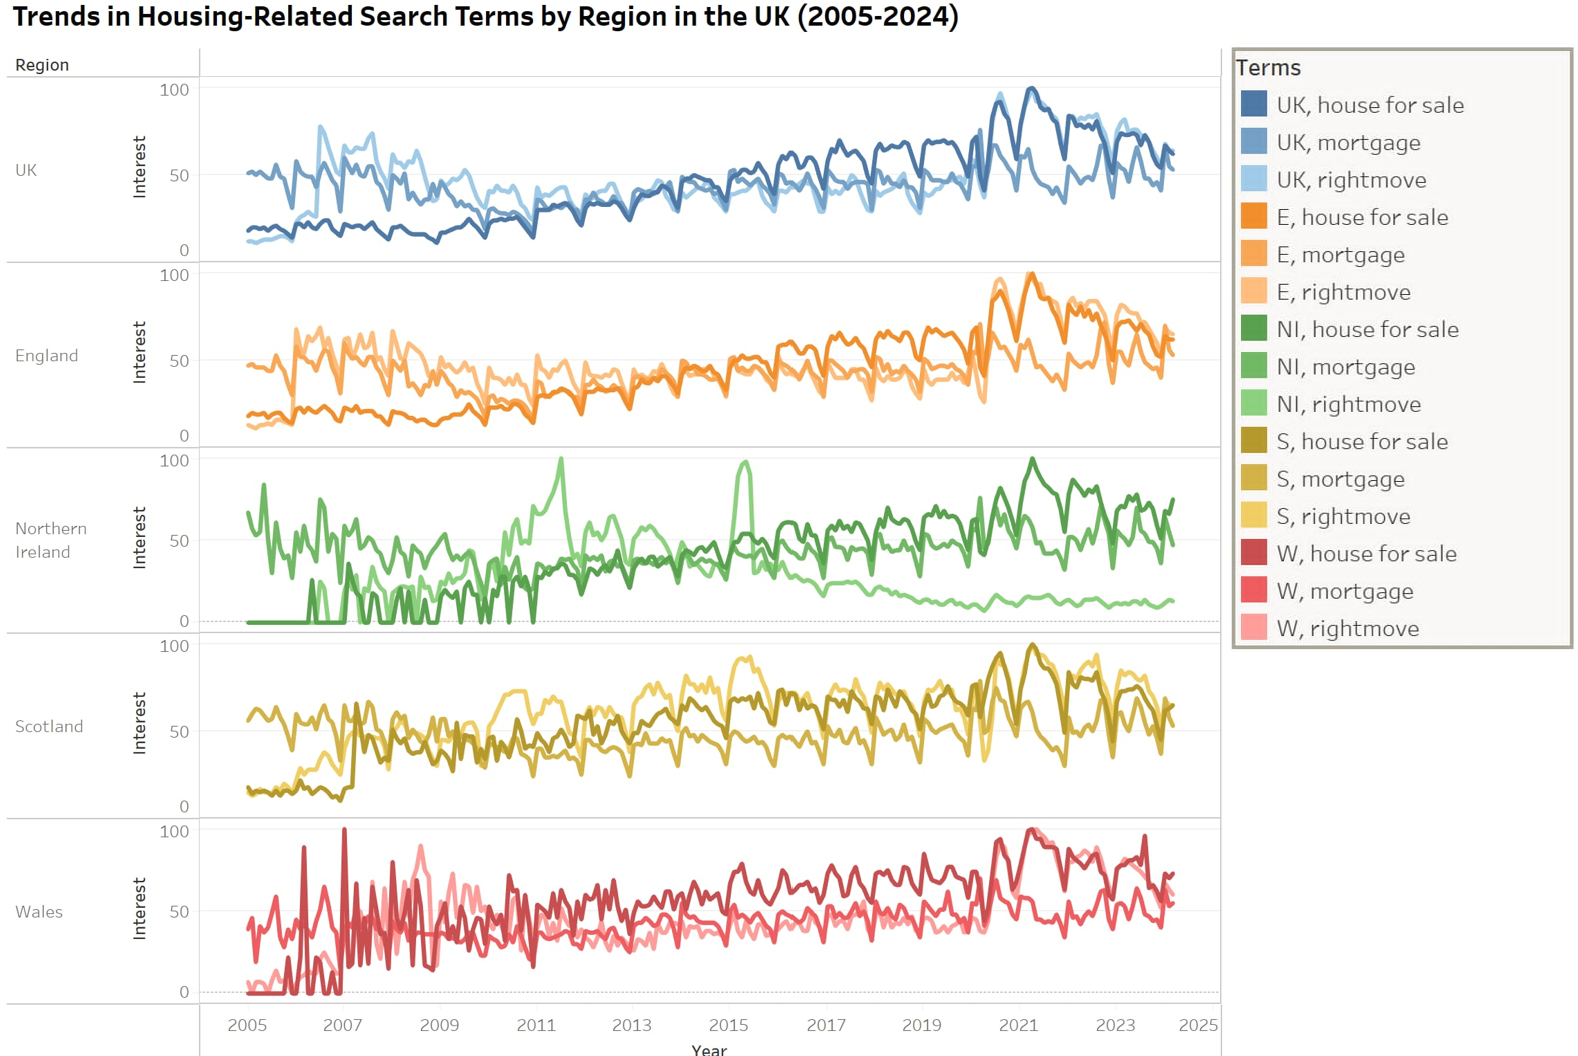 Trends in Housing-Related Search Terms by Region in the UK (2005-2024)
Region
Terms
UK, house for sale
UK, mortgage
UK, rightmove
E, house for sale
E, mortgage
E, rightmove
NI, house for sale
NI, mortgage
NI, rightmove
S, house for sale
S, mortgage
S, rightmove
W, house for sale
W, mortgage
W, rightmove
UK
Interest
100
50
0
England
Interest
100
50
0
Northern
Ireland
Interest
100
50
0
Scotland
Interest
100
50
0
Wales
Interest
100
50
0
2005 2007 2009 2011 2013 2015 2017 2019 2021 2023 2025
Year